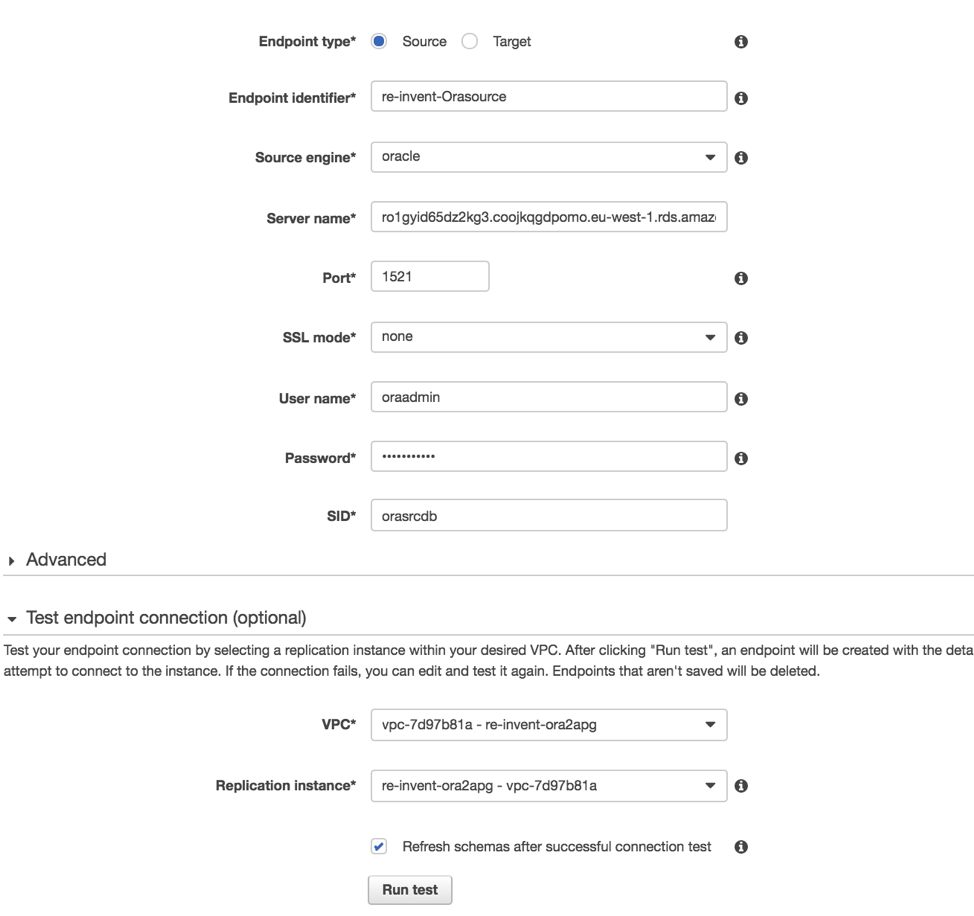 Endpoint type* Source Target
Endpoint identifier* re-invent-Orasource
Source engine* oracle
Server name* ro1gyid65dz2kg3.coojkqgdpomo.eu-west-1.rds.amaz
Port* 1521
SSL mode* none
User name* oraadmin
Password* •••••••••••
SID* orasrcdb
Advanced
Test endpoint connection (optional)
Test your endpoint connection by selecting a replication instance within your desired VPC. After clicking "Run test", an endpoint will be created with the deta
attempt to connect to the instance. If the connection fails, you can edit and test it again. Endpoints that aren't saved will be deleted.
VPC* vpc-7d97b81a - re-invent-ora2apg
Replication instance* re-invent-ora2apg - vpc-7d97b81a
Refresh schemas after successful connection test
Run test